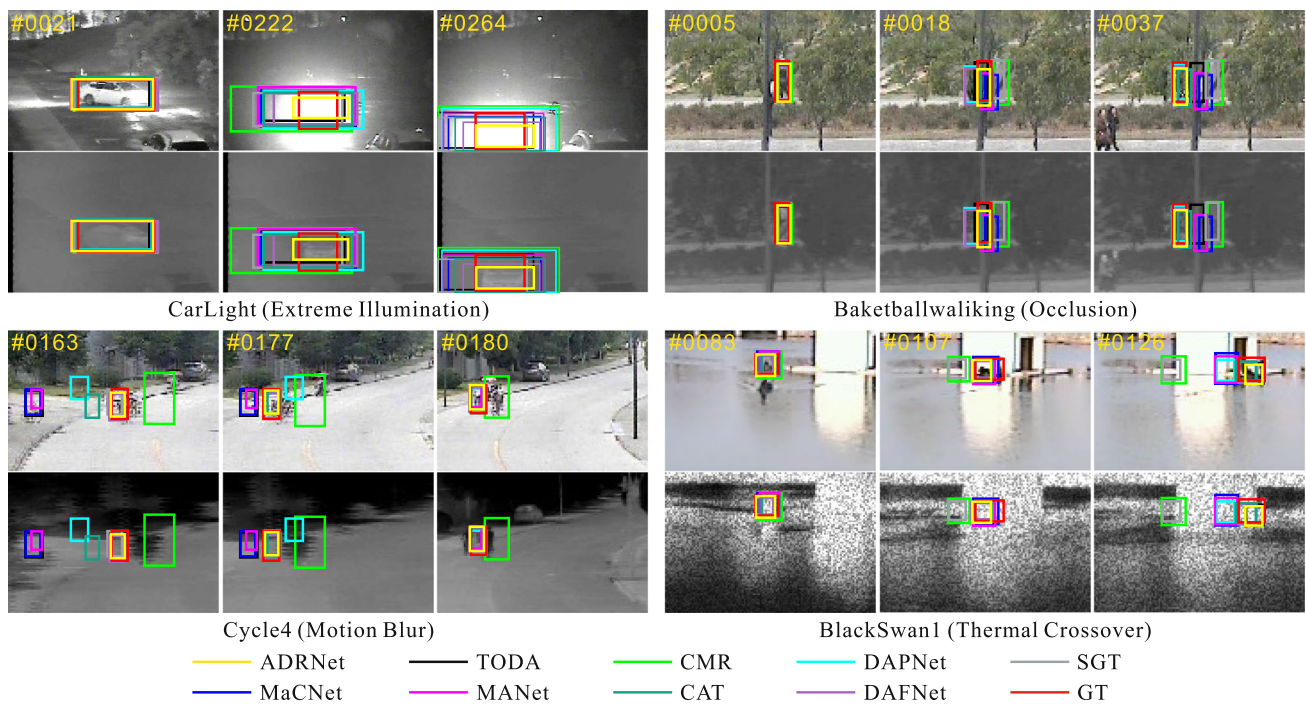 #0021 #0222 #0264 #0005 #0018 #0037
CarLight (Extreme Illumination) Baketballwaliking (Occlusion)
#0163 #0177 #0180 #0083 #0107 #0126
Cycle4 (Motion Blur) BlackSwan1 (Thermal Crossover)
ADRNet TODA CMR DAPNet SGT
MaCNet MANet CAT DAFNet GT